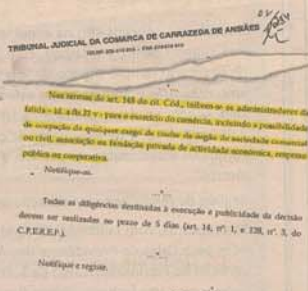 TRIBUNAL JUDICIAL DA COMARCA DE CARRAZEDA DE ANSIÃES
Nos termos do art. 148 do cit. Cód., inibem-se os administradores da
falida – id. a fls. 37 v – para o exercício do comércio, incluindo a possibilidade
de ocupação de qualquer cargo de titular de órgão de sociedade comercial
ou civil, associação ou fundação privada de actividade económica, empresa
pública ou cooperativa.
Notifique-os.
Todas as diligências destinadas à execução e publicidade da decisão
devem ser realizadas no prazo de 5 dias (art. 14, nº. 1, e 128, nº. 3, do
C.P.E.R.E.F.).
Notifique e registe.